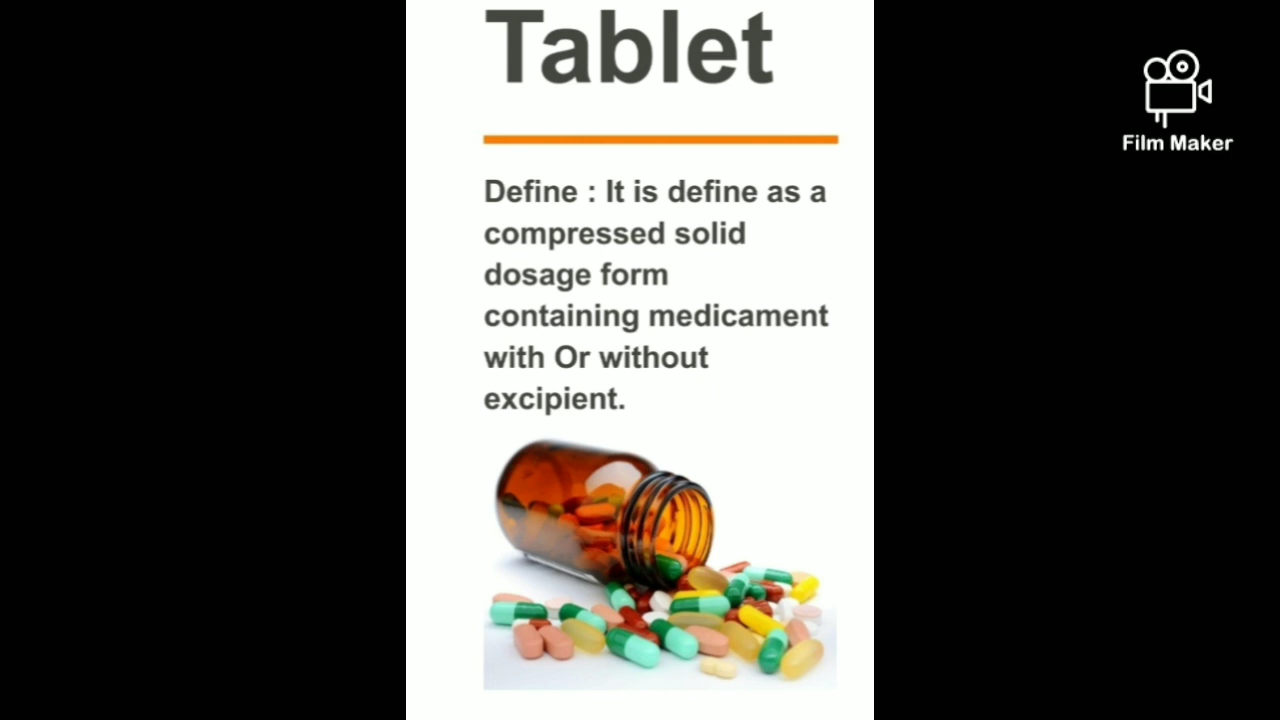 Tablet
Film Maker
Define : It is define as a
compressed solid
dosage form
containing medicament
with Or without
excipient.